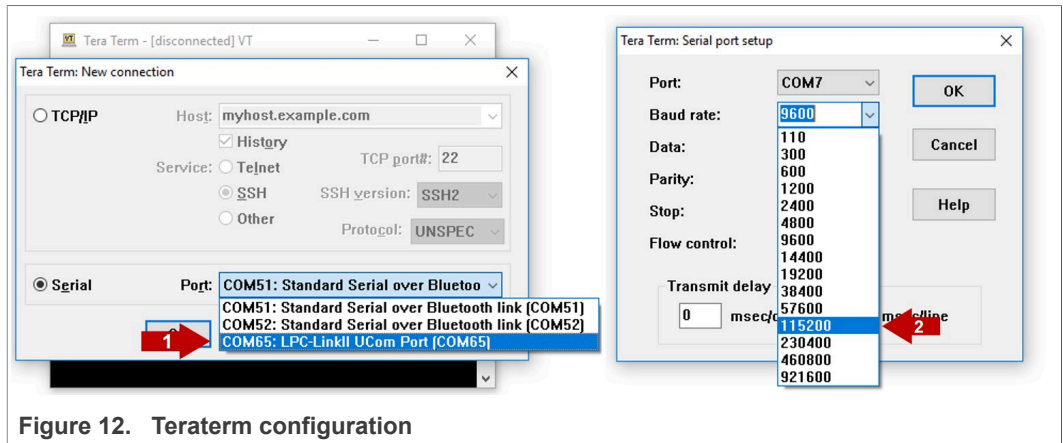 Tera Term - [disconnected] VT
Tera Term: New connection
TCP/IP
Host: myhost.example.com
History
Service: Telnet
TCP port#: 22
SSH
SSH version: SSH2
Other
Protocol: UNSPEC
Serial
Port: COM51: Standard Serial over Bluetoo
COM51: Standard Serial over Bluetooth link (COM51)
COM52: Standard Serial over Bluetooth link (COM52)
1
COM65: LPC-LinkII UCom Port (COM65)
Tera Term: Serial port setup
Port: COM7
OK
Baud rate: 9600
110
Data:
Cancel
300
600
Parity:
1200
2400
Stop:
Help
4800
Flow control:
9600
14400
19200
Transmit delay
38400
0
57600
115200
2
230400
460800
921600
Figure 12. Teraterm configuration